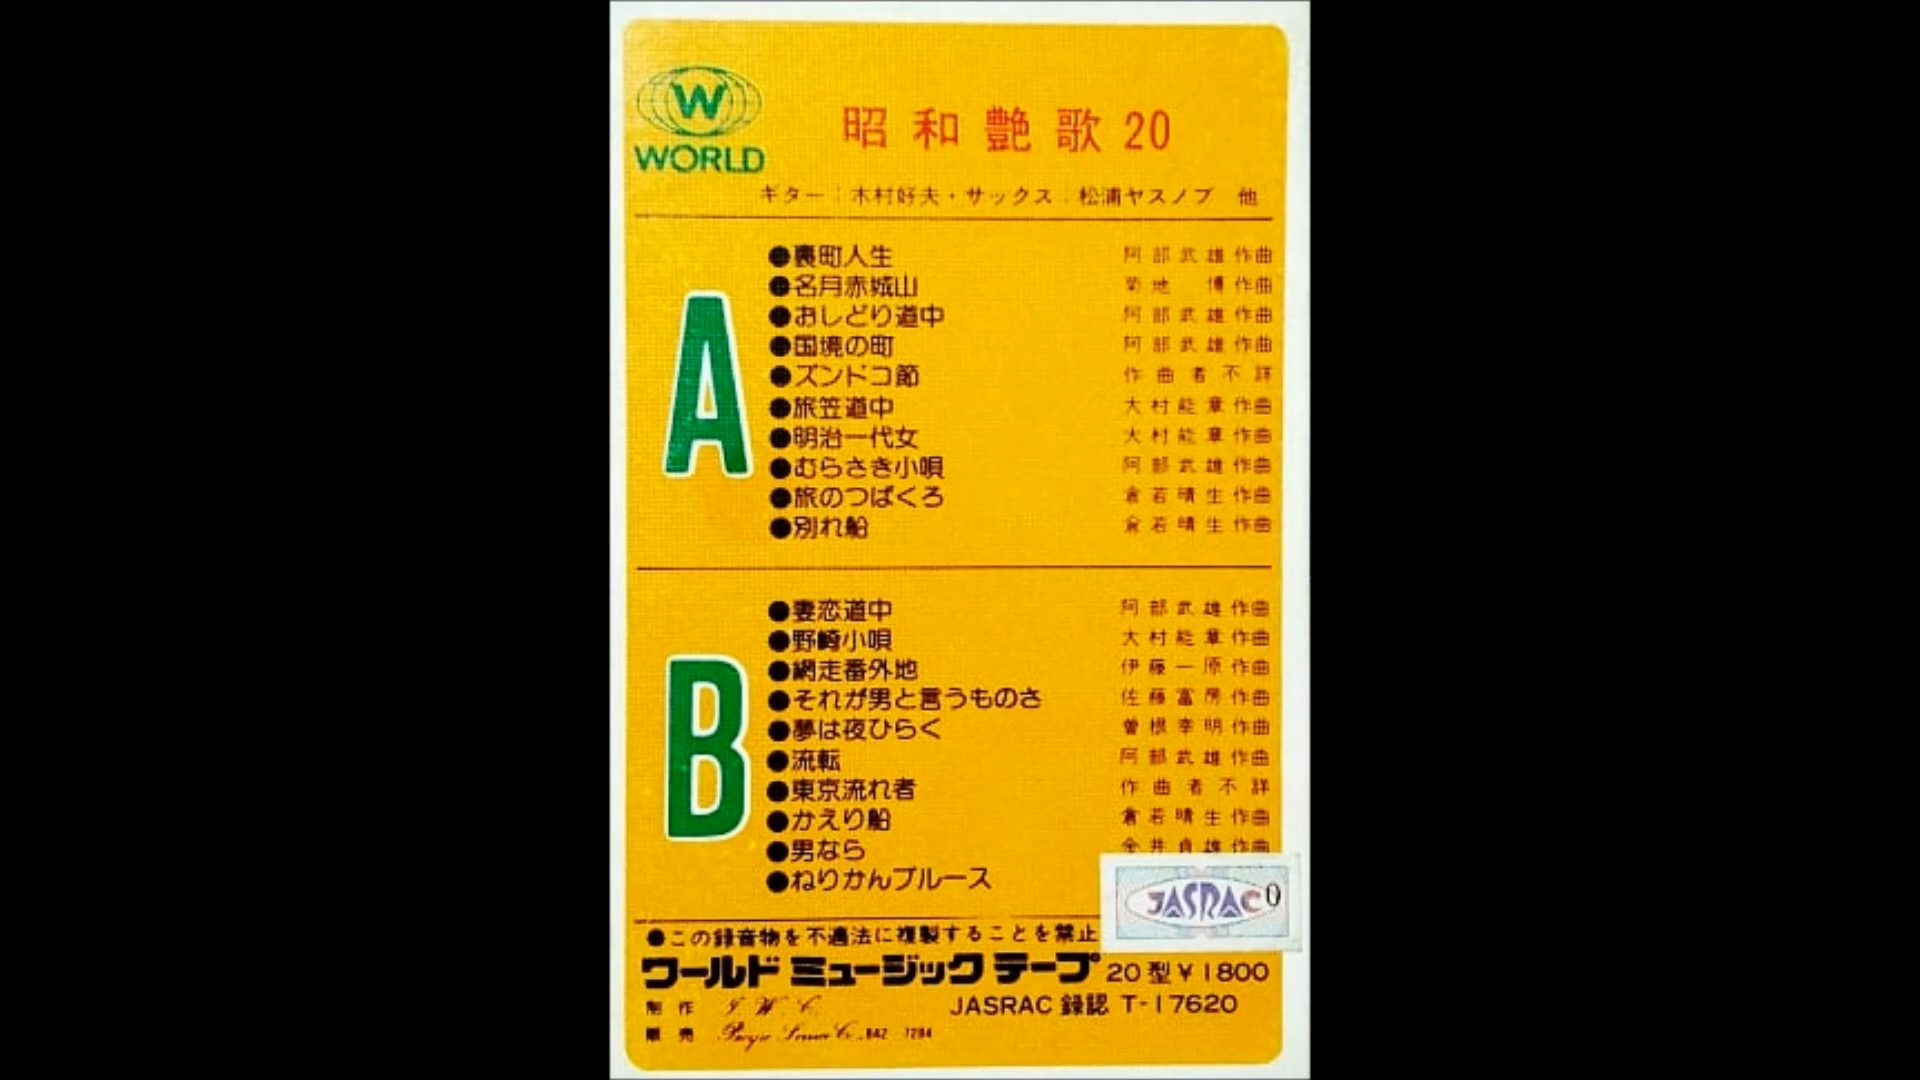 W
WORLD
昭和艶歌20
ギター:木村好夫・サックス:松浦ヤスノブ 他
A
●裏町人生 阿部武雄作曲
●名月赤城山 菊地 博作曲
●おしどり道中 阿部武雄作曲
●国境の町 阿部武雄作曲
●ズンドコ節 作曲者不詳
●旅笠道中 大村能章作曲
●明治一代女 大村能章作曲
●むらさき小唄 阿部武雄作曲
●旅のつばくろ 倉若晴生作曲
●別れ船 倉若晴生作曲
B
●妻恋道中 阿部武雄作曲
●野崎小唄 大村能章作曲
●網走番外地 伊藤一原作曲
●それが男と言うものさ 佐藤富房作曲
●夢は夜ひらく 曽根幸明作曲
●流転 阿部武雄作曲
●東京流れ者 作曲者不詳
●かえり船 倉若晴生作曲
●男なら 金井貞雄作曲
●ねりかんブルース
JASRAC 0
●この録音物を不適法に複製することを禁止
ワールド ミュージック テープ 20型¥1800
制作 I.W.C. JASRAC 録認 T-17620
販売 842 7284